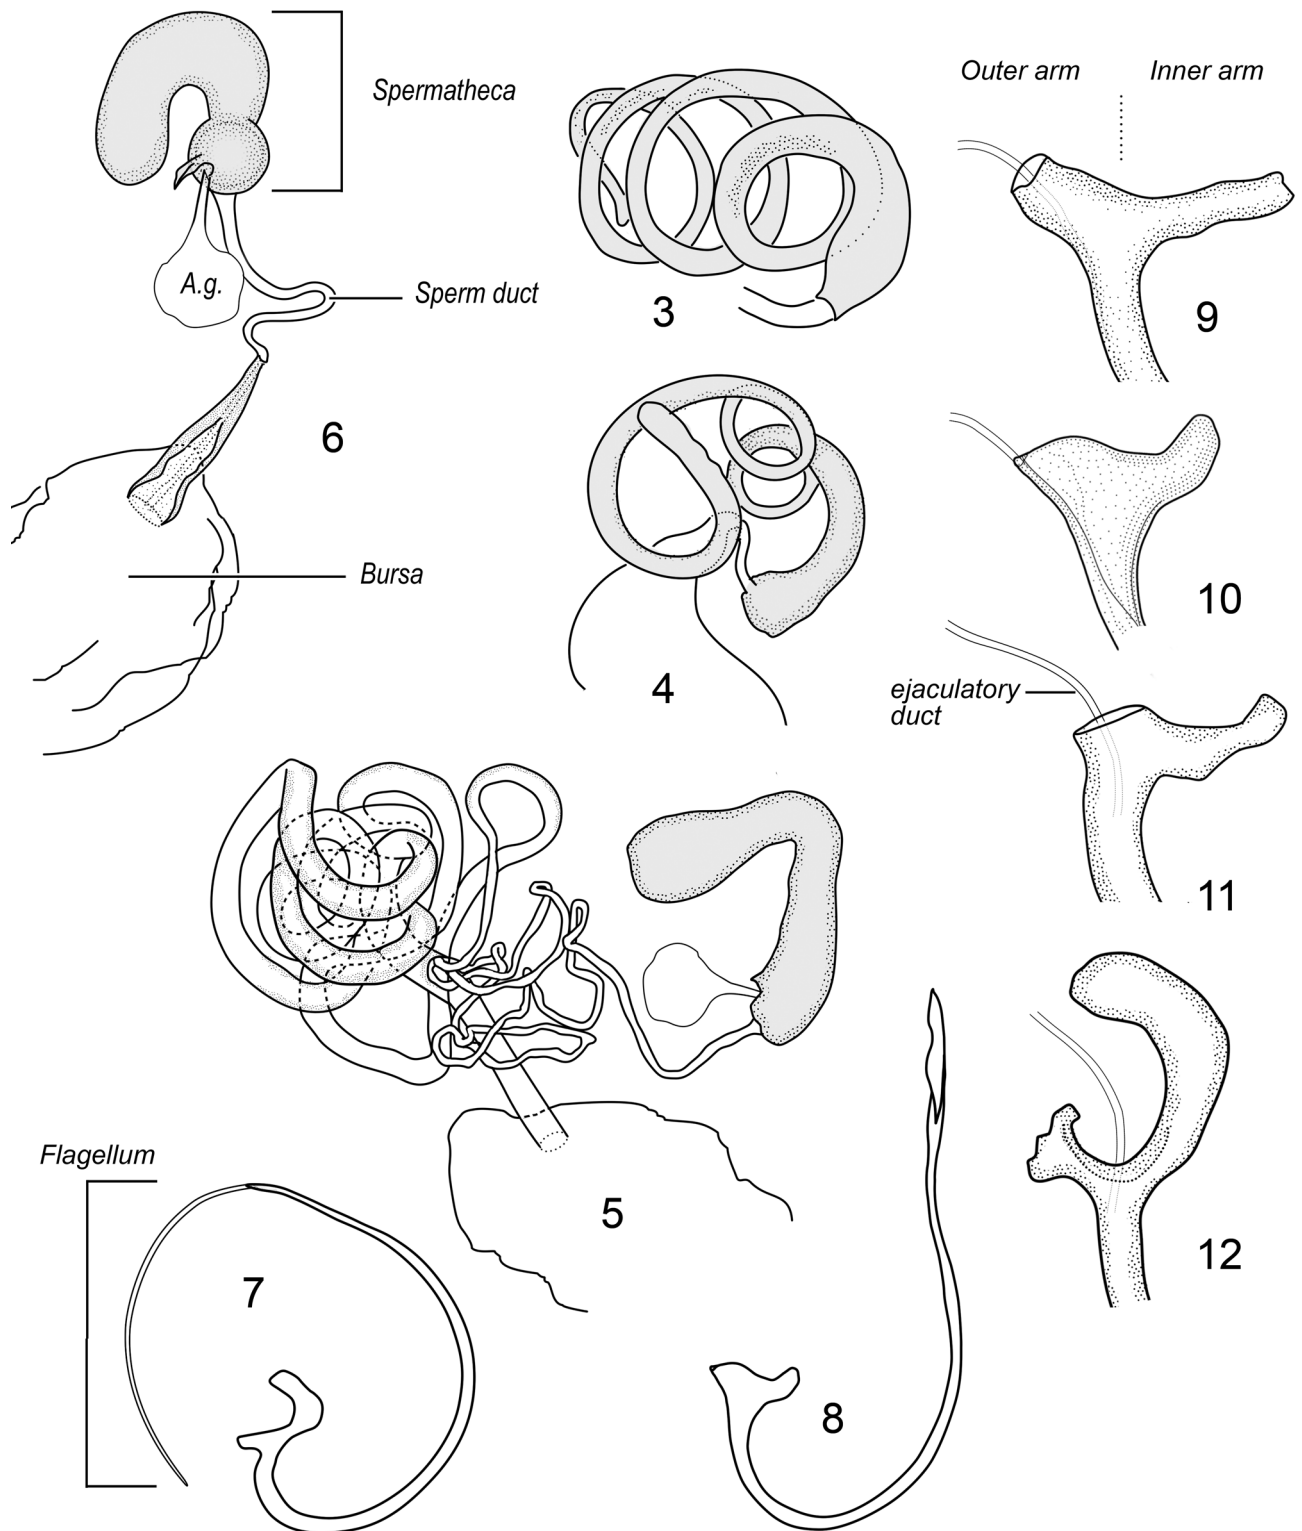 Spermatheca
Outer arm
Inner arm
A.g.
Sperm duct
3
9
6
Bursa
10
4
ejaculatory
duct
11
Flagellum
5
12
7
8